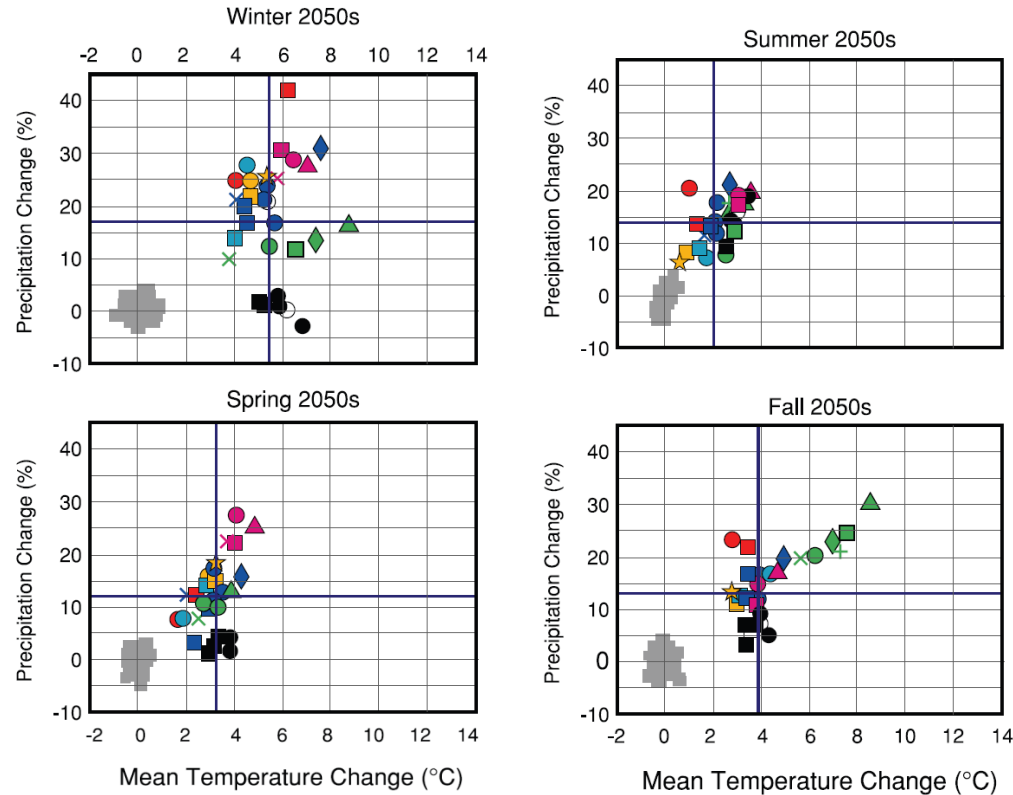 Winter 2050s
-2 0 2 4 6 8 10 12 14
Precipitation Change (%)
40
30
20
10
0
-10
Summer 2050s
Precipitation Change (%)
40
30
20
10
0
-10
Spring 2050s
Precipitation Change (%)
40
30
20
10
0
-10
-2 0 2 4 6 8 10 12 14
Mean Temperature Change (°C)
Fall 2050s
Precipitation Change (%)
40
30
20
10
0
-10
-2 0 2 4 6 8 10 12 14
Mean Temperature Change (°C)